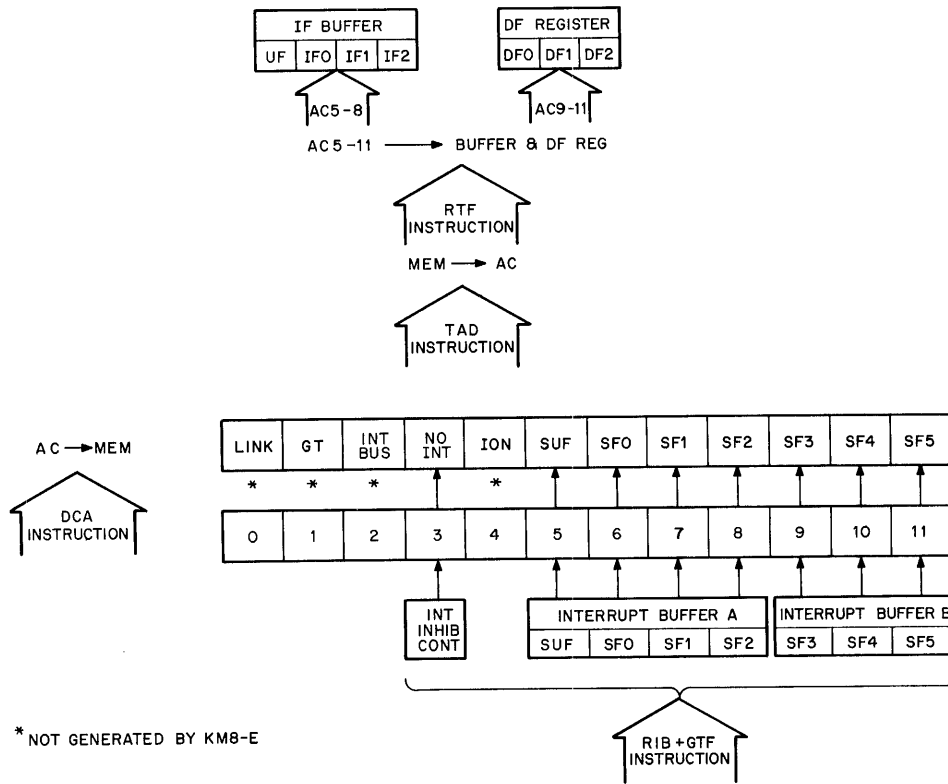 IF BUFFER
UF IF0 IF1 IF2
DF REGISTER
DF0 DF1 DF2
AC5-8
AC9-11
AC5-11 → BUFFER & DF REG
RTF
INSTRUCTION
MEM → AC
TAD
INSTRUCTION
AC → MEM
DCA
INSTRUCTION
LINK GT INT BUS NO INT ION SUF SF0 SF1 SF2 SF3 SF4 SF5
* * * *
0 1 2 3 4 5 6 7 8 9 10 11
INT
INHIB
CONT
INTERRUPT BUFFER A
SUF SF0 SF1 SF2
INTERRUPT BUFFER B
SF3 SF4 SF5
* NOT GENERATED BY KM8-E
RIB + GTF
INSTRUCTION